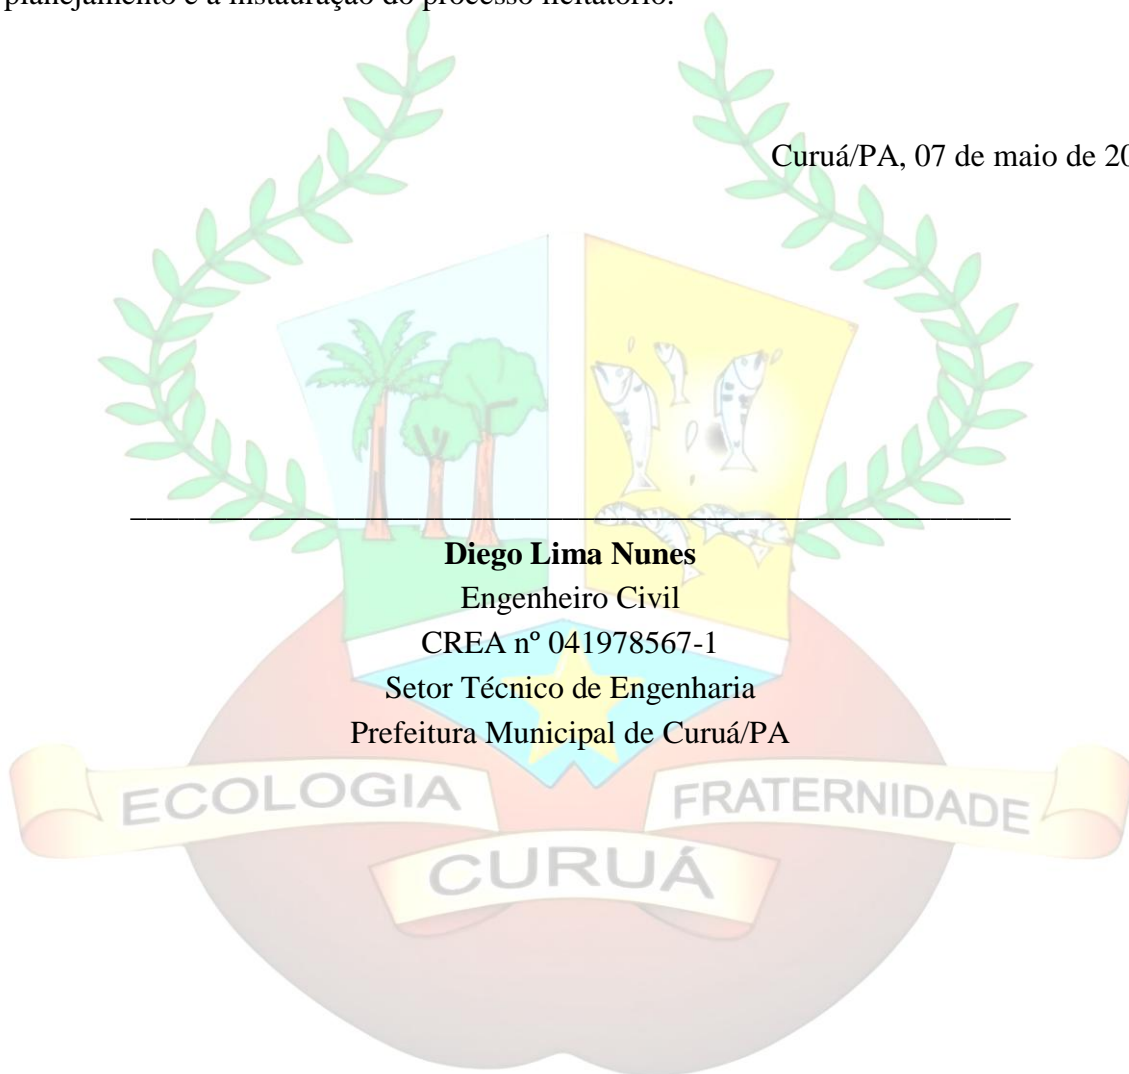 planejamento e a instauração do processo licitatório.
Curuá/PA, 07 de maio de 20
Diego Lima Nunes
Engenheiro Civil
CREA nº 041978567-1
Setor Técnico de Engenharia
Prefeitura Municipal de Curuá/PA
ECOLOGIA
FRATERNIDADE
CURUÁ